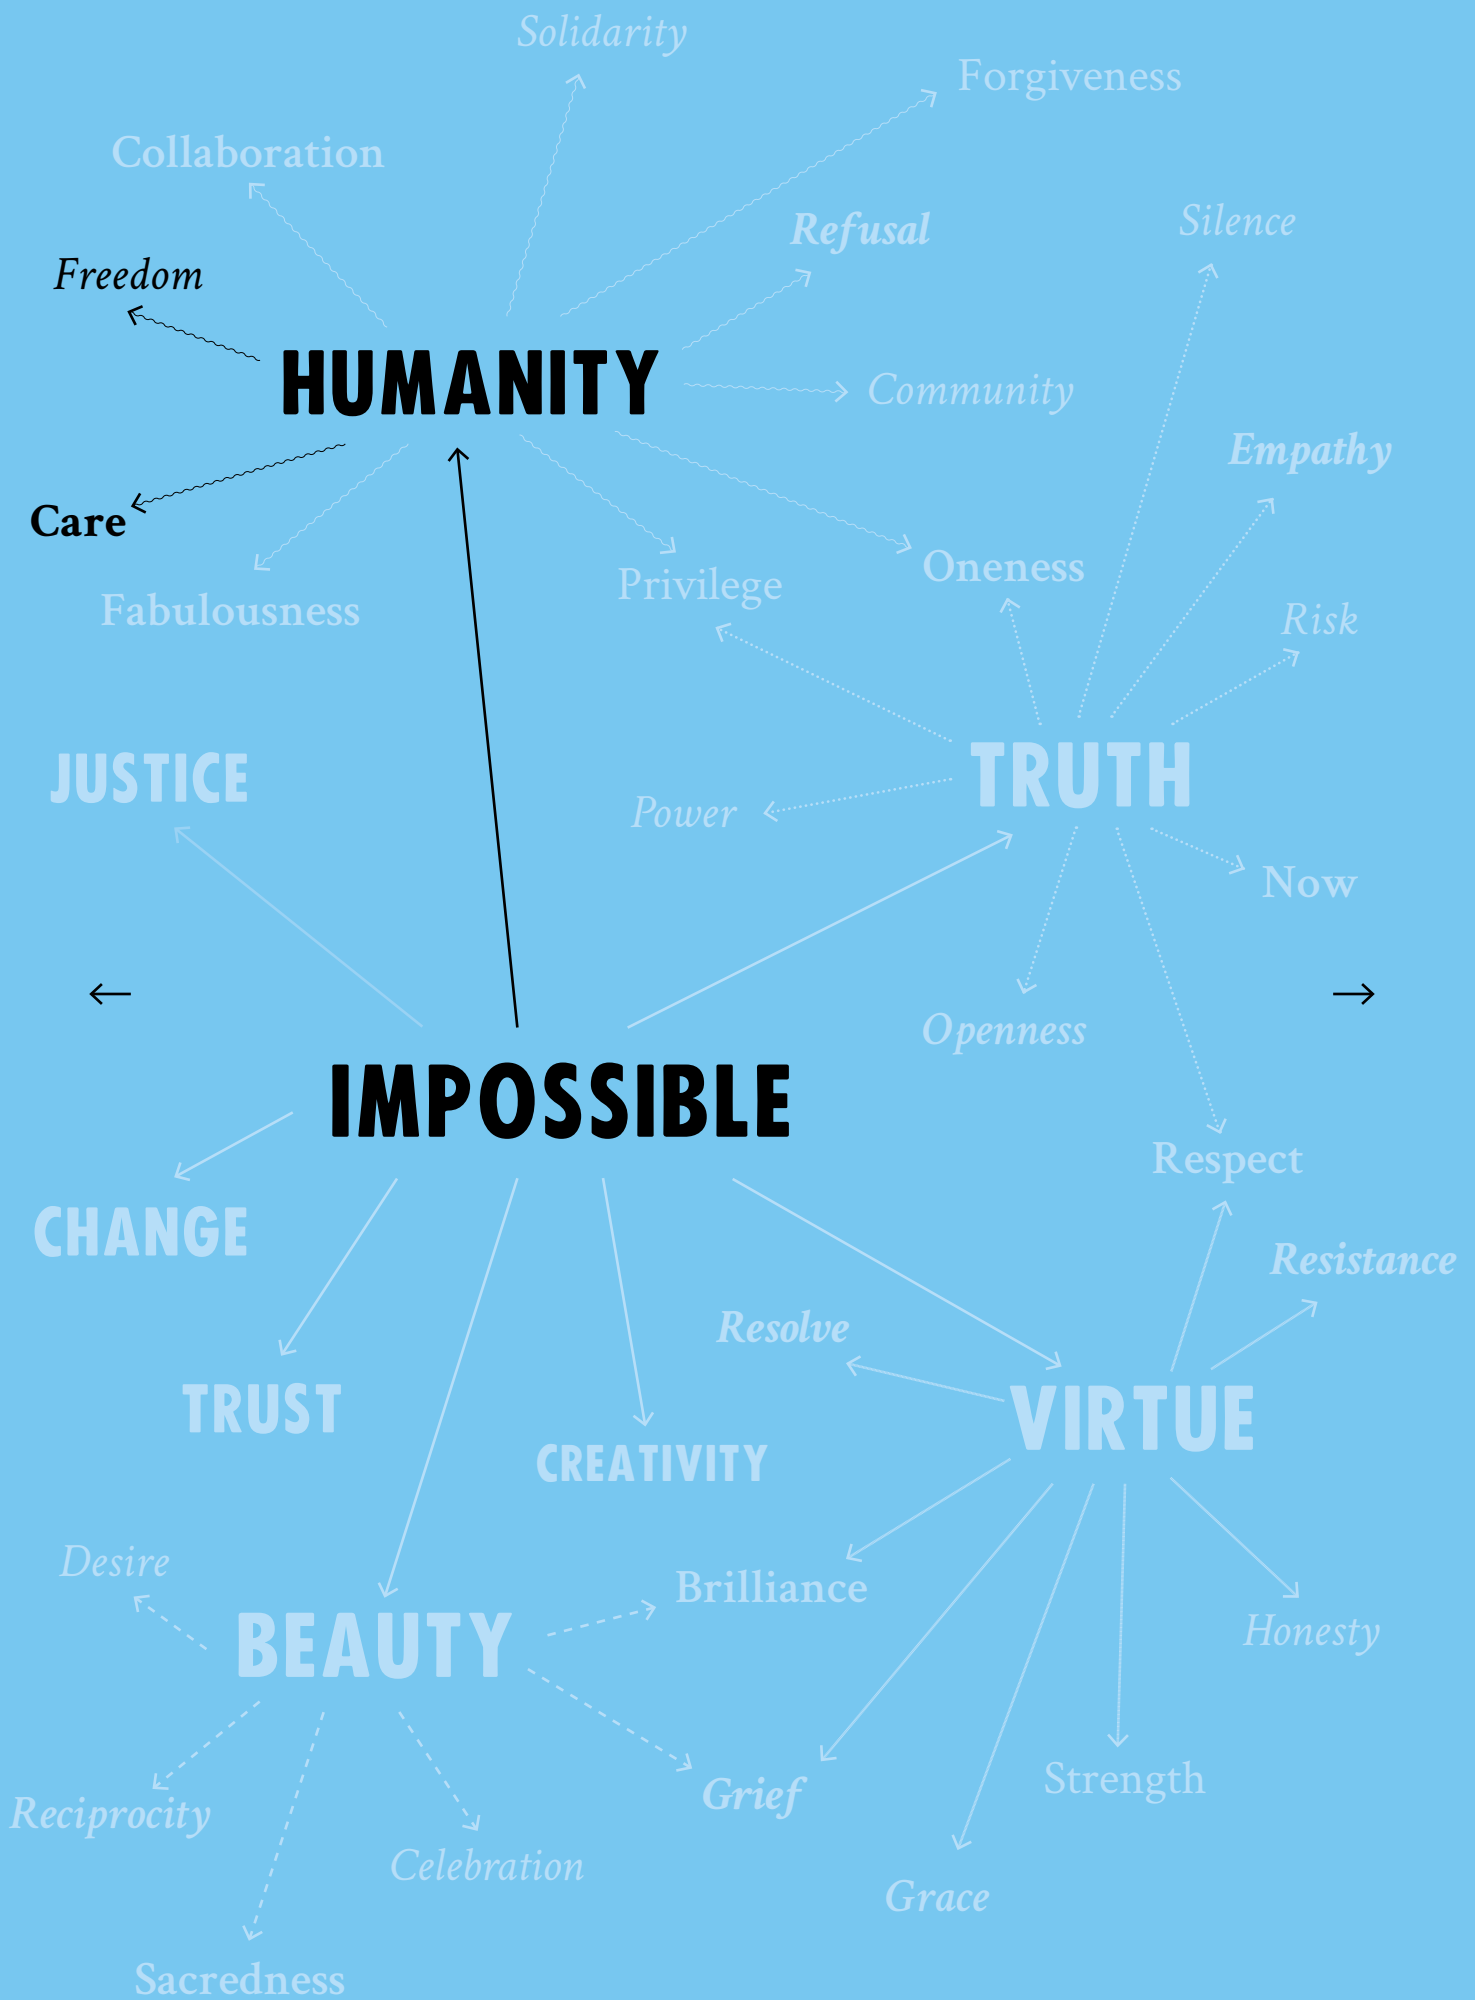 Solidarity
Forgiveness
Collaboration
Refusal
Silence
Freedom
HUMANITY
Community
Empathy
Care
Oneness
Privilege
Fabulousness
Risk
JUSTICE
TRUTH
Power
Now
Openness
IMPOSSIBLE
Respect
CHANGE
Resistance
Resolve
TRUST
VIRTUE
CREATIVITY
Desire
Brilliance
Honesty
BEAUTY
Strength
Grief
Reciprocity
Celebration
Grace
Sacredness